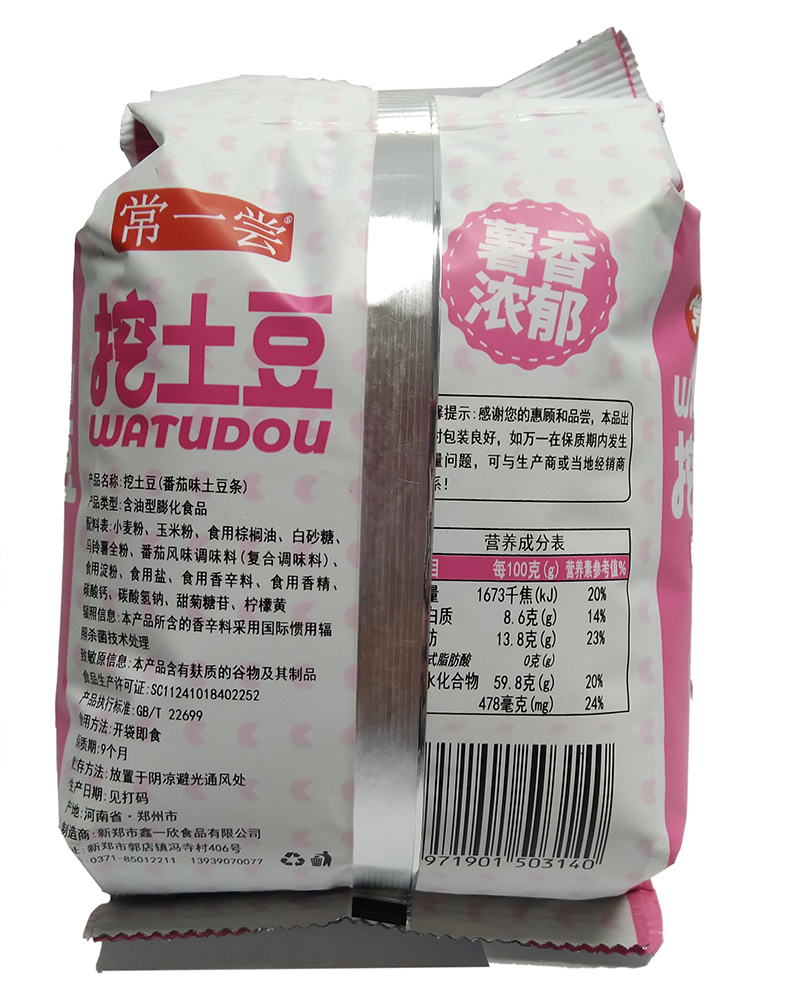 常一尝®
挖土豆
WATUDOU
产品名称:挖土豆(番茄味土豆条)
产品类型:含油型膨化食品
配料表:小麦粉、玉米粉、食用棕榈油、白砂糖、
马铃薯全粉、番茄风味调味料(复合调味料)、
食用淀粉、食用盐、食用香辛料、食用香精、
碳酸钙、碳酸氢钠、甜菊糖苷、柠檬黄
辐照信息:本产品所含的香辛料采用国际惯用辐
照杀菌技术处理
致敏原信息:本产品含有麸质的谷物及其制品
食品生产许可证:SC11241018402252
产品执行标准:GB/T 22699
食用方法:开袋即食
保质期:9个月
贮存方法:放置于阴凉避光通风处
生产日期:见打码
产地:河南省·郑州市
制造商:新郑市鑫一欣食品有限公司
址:新郑市郭店镇冯寺村406号
0371-85012211 13939070077
薯香
浓郁
提示:感谢您的惠顾和品尝,本品出
时包装良好,如万一在保质期内发生
量问题,可与生产商或当地经销商
系!
营养成分表
目 每100克(g) 营养素参考值%
量 1673千焦(kJ) 20%
白质 8.6克(g) 14%
肪 13.8克(g) 23%
式脂肪酸 0克(g)
水化合物 59.8克(g) 20%
478毫克(mg) 24%
971901 503140
WA
挖